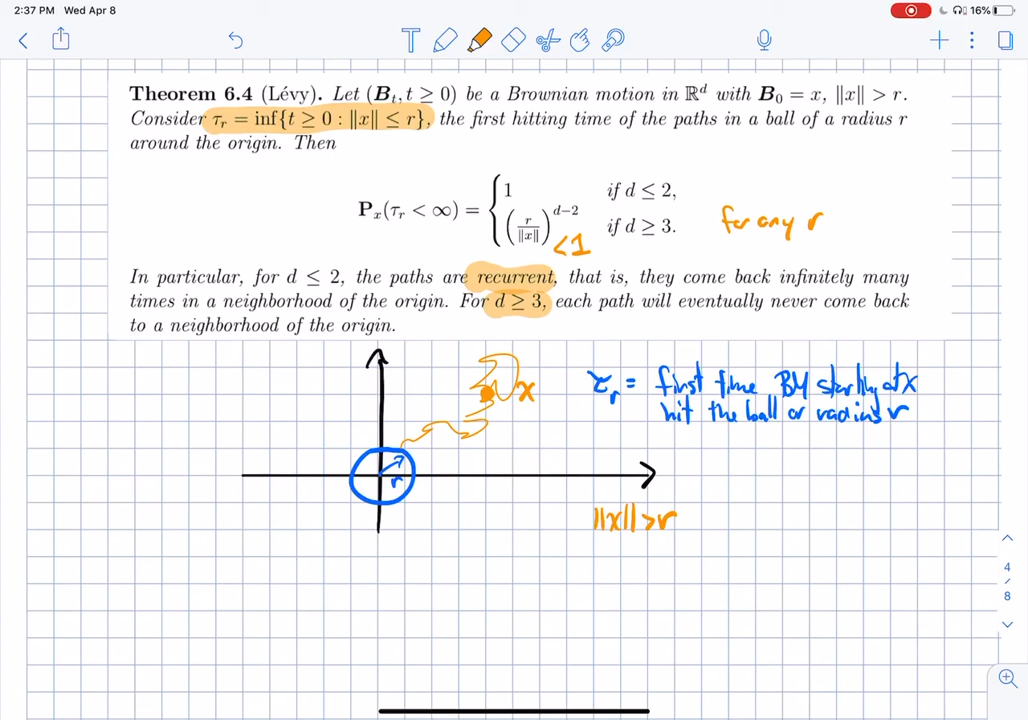 2:37 PM Wed Apr 8
16%
Theorem 6.4 (Lévy). Let (B_t, t ≥ 0) be a Brownian motion in ℝ^d with B_0 = x, ||x|| > r.
Consider τ_r = inf{t ≥ 0 : ||x|| ≤ r}, the first hitting time of the paths in a ball of a radius r
around the origin. Then
P_x(τ_r < ∞) = { 1 if d ≤ 2,
(r/||x||)^{d−2} if d ≥ 3.
<1
for any r
In particular, for d ≤ 2, the paths are recurrent, that is, they come back infinitely many
times in a neighborhood of the origin. For d ≥ 3, each path will eventually never come back
to a neighborhood of the origin.
x
τ_r = first time BM starting at x
hit the ball or radius r
r
||x|| > r
4
/
8